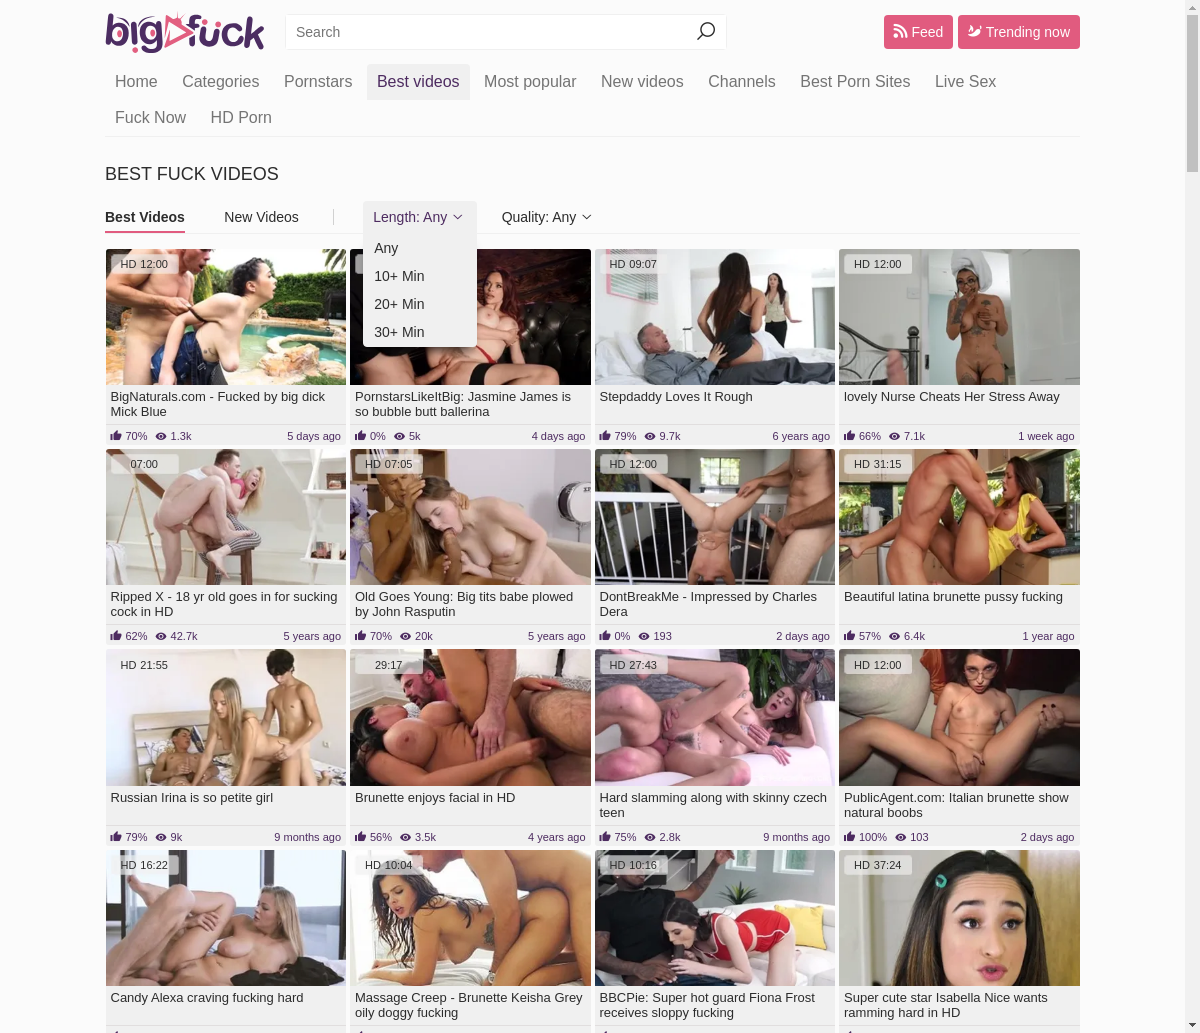 bigfuck
Search
Feed
Trending now
Home Categories Pornstars Best videos Most popular New videos Channels Best Porn Sites Live Sex
Fuck Now HD Porn
BEST FUCK VIDEOS
Best Videos New Videos Length: Any Quality: Any
Any
10+ Min
20+ Min
30+ Min
HD 12:00
HD 09:07
HD 12:00
BigNaturals.com - Fucked by big dick
Mick Blue
70% 1.3k 5 days ago
PornstarsLikeItBig: Jasmine James is
so bubble butt ballerina
0% 5k 4 days ago
Stepdaddy Loves It Rough
79% 9.7k 6 years ago
lovely Nurse Cheats Her Stress Away
66% 7.1k 1 week ago
07:00
HD 07:05
HD 12:00
HD 31:15
Ripped X - 18 yr old goes in for sucking
cock in HD
62% 42.7k 5 years ago
Old Goes Young: Big tits babe plowed
by John Rasputin
70% 20k 5 years ago
DontBreakMe - Impressed by Charles
Dera
0% 193 2 days ago
Beautiful latina brunette pussy fucking
57% 6.4k 1 year ago
HD 21:55
29:17
HD 27:43
HD 12:00
Russian Irina is so petite girl
79% 9k 9 months ago
Brunette enjoys facial in HD
56% 3.5k 4 years ago
Hard slamming along with skinny czech
teen
75% 2.8k 9 months ago
PublicAgent.com: Italian brunette show
natural boobs
100% 103 2 days ago
HD 16:22
HD 10:04
HD 10:16
HD 37:24
Candy Alexa craving fucking hard
Massage Creep - Brunette Keisha Grey
oily doggy fucking
BBCPie: Super hot guard Fiona Frost
receives sloppy fucking
Super cute star Isabella Nice wants
ramming hard in HD